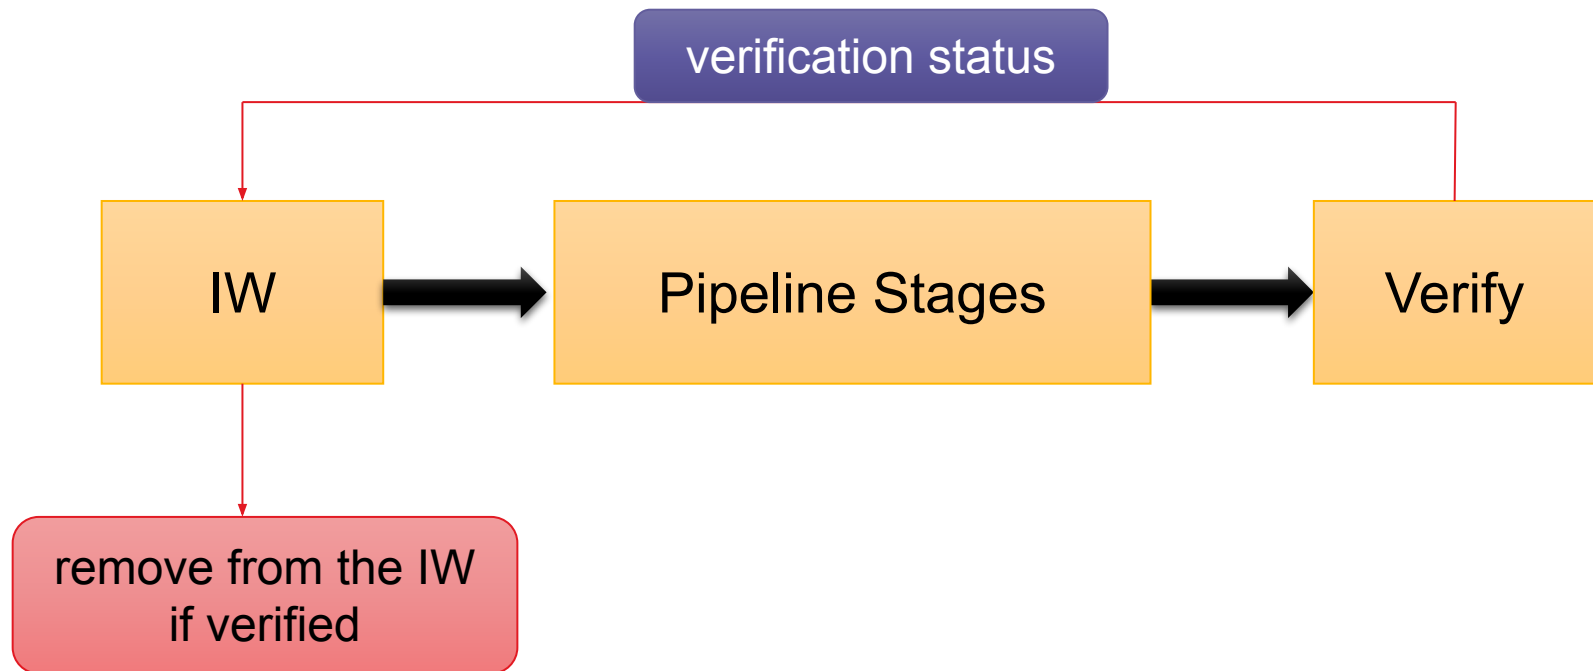 verification status
IW
Pipeline Stages
Verify
remove from the IW
if verified